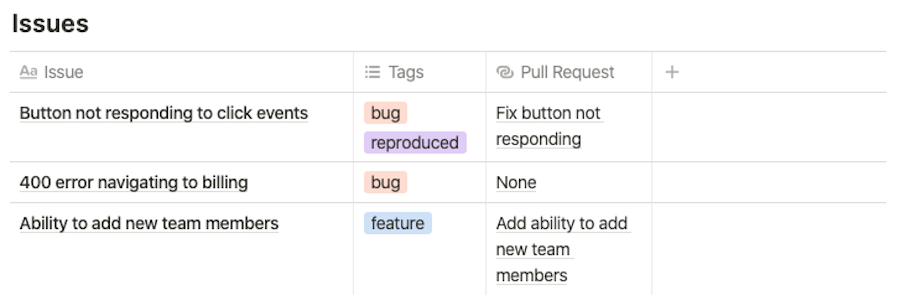 Issues
Aa Issue
Tags
Pull Request
Button not responding to click events
bug
reproduced
Fix button not
responding
400 error navigating to billing
bug
None
Ability to add new team members
feature
Add ability to add
new team
members